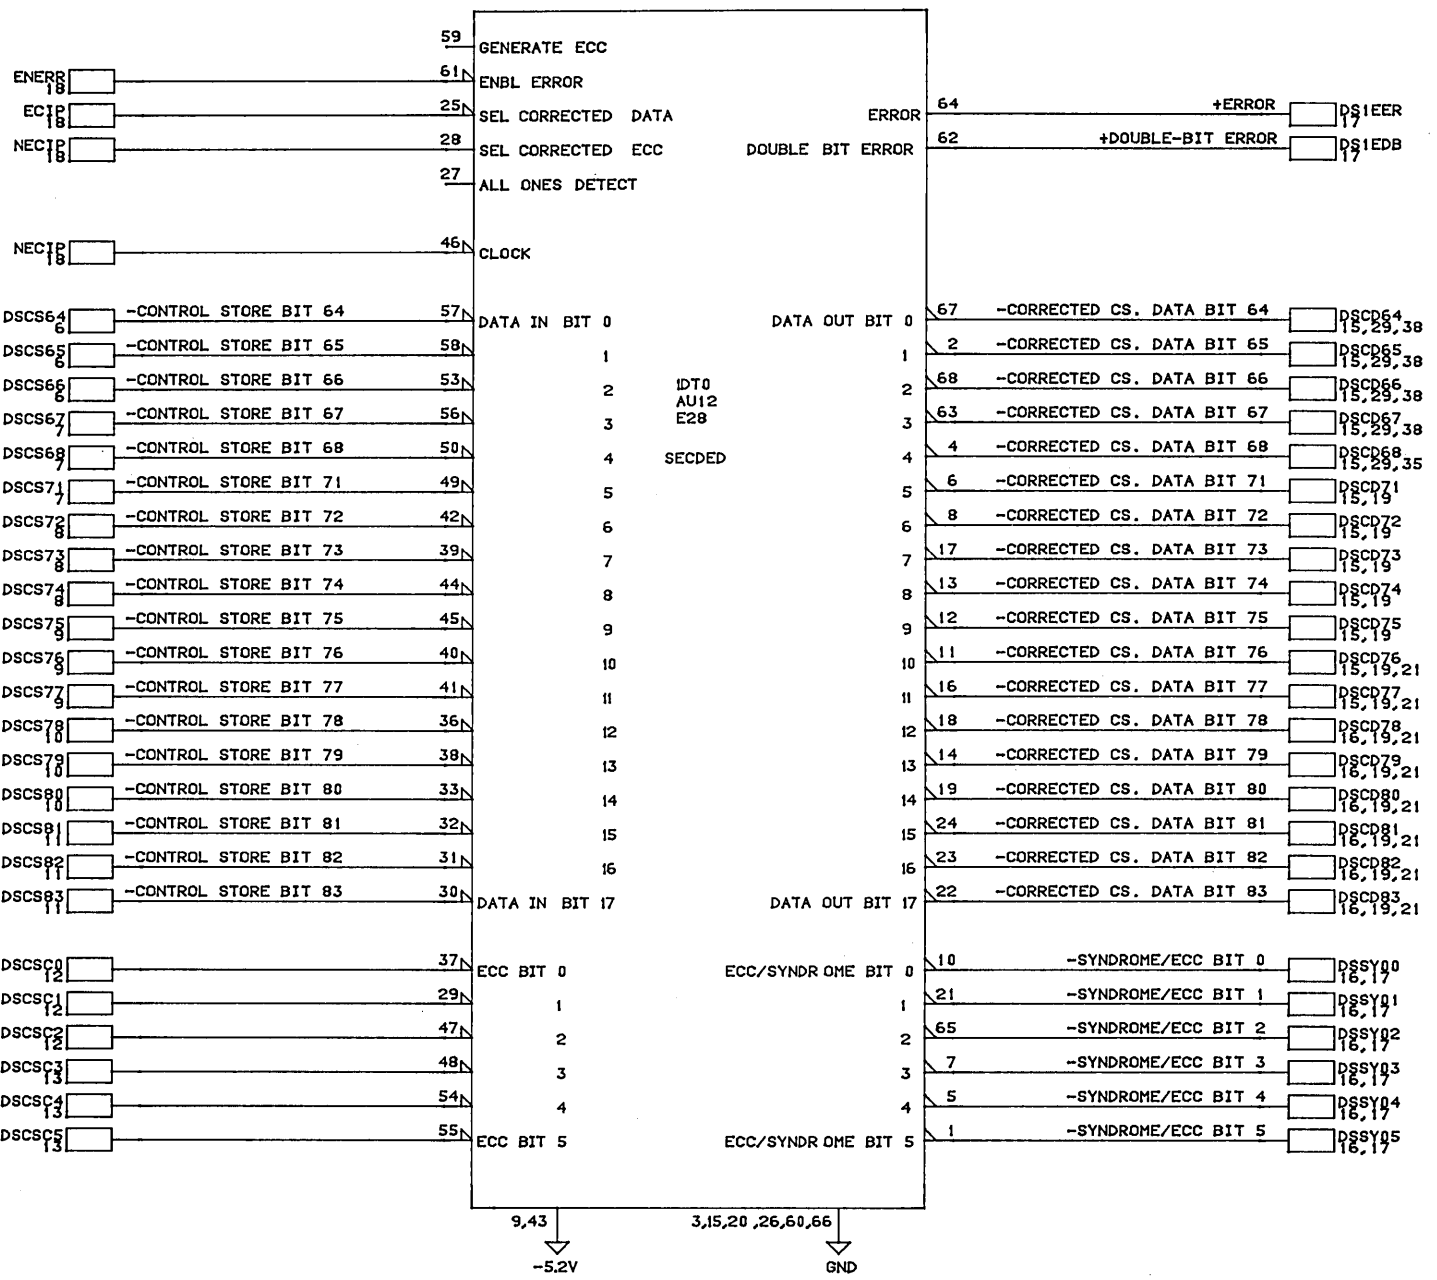 59 GENERATE ECC
ENERR 18 61 ENBL ERROR
ECIP 18 25 SEL CORRECTED DATA ERROR 64 +ERROR DS1EER 17
NECIP 18 28 SEL CORRECTED ECC DOUBLE BIT ERROR 62 +DOUBLE-BIT ERROR DS1EDB 17
27 ALL ONES DETECT
NECIP 18 46 CLOCK
DSCS64 6 -CONTROL STORE BIT 64 57 DATA IN BIT 0 DATA OUT BIT 0 67 -CORRECTED CS. DATA BIT 64 DSCD64 15,29,38
DSCS65 6 -CONTROL STORE BIT 65 58 1 1 2 -CORRECTED CS. DATA BIT 65 DSCD65 15,29,38
DSCS66 6 -CONTROL STORE BIT 66 53 2 IDT0 2 68 -CORRECTED CS. DATA BIT 66 DSCD66 15,29,38
AU12
DSCS67 7 -CONTROL STORE BIT 67 56 3 E28 3 63 -CORRECTED CS. DATA BIT 67 DSCD67 15,29,38
DSCS68 7 -CONTROL STORE BIT 68 50 4 SECDED 4 4 -CORRECTED CS. DATA BIT 68 DSCD68 15,29,35
DSCS71 7 -CONTROL STORE BIT 71 49 5 5 6 -CORRECTED CS. DATA BIT 71 DSCD71 15,19
DSCS72 8 -CONTROL STORE BIT 72 42 6 6 8 -CORRECTED CS. DATA BIT 72 DSCD72 15,19
DSCS73 8 -CONTROL STORE BIT 73 39 7 7 17 -CORRECTED CS. DATA BIT 73 DSCD73 15,19
DSCS74 8 -CONTROL STORE BIT 74 44 8 8 13 -CORRECTED CS. DATA BIT 74 DSCD74 15,19
DSCS75 9 -CONTROL STORE BIT 75 45 9 9 12 -CORRECTED CS. DATA BIT 75 DSCD75 15,19
DSCS76 9 -CONTROL STORE BIT 76 40 10 10 11 -CORRECTED CS. DATA BIT 76 DSCD76 15,19,21
DSCS77 9 -CONTROL STORE BIT 77 41 11 11 16 -CORRECTED CS. DATA BIT 77 DSCD77 15,19,21
DSCS78 10 -CONTROL STORE BIT 78 36 12 12 18 -CORRECTED CS. DATA BIT 78 DSCD78 16,19,21
DSCS79 10 -CONTROL STORE BIT 79 38 13 13 14 -CORRECTED CS. DATA BIT 79 DSCD79 16,19,21
DSCS80 10 -CONTROL STORE BIT 80 33 14 14 19 -CORRECTED CS. DATA BIT 80 DSCD80 16,19,21
DSCS81 11 -CONTROL STORE BIT 81 32 15 15 24 -CORRECTED CS. DATA BIT 81 DSCD81 16,19,21
DSCS82 11 -CONTROL STORE BIT 82 31 16 16 23 -CORRECTED CS. DATA BIT 82 DSCD82 16,19,21
DSCS83 11 -CONTROL STORE BIT 83 30 DATA IN BIT 17 DATA OUT BIT 17 22 -CORRECTED CS. DATA BIT 83 DSCD83 16,19,21
DSCSC0 12 37 ECC BIT 0 ECC/SYNDROME BIT 0 10 -SYNDROME/ECC BIT 0 DSSY00 16,17
DSCSC1 12 29 1 1 21 -SYNDROME/ECC BIT 1 DSSY01 16,17
DSCSC2 12 47 2 2 65 -SYNDROME/ECC BIT 2 DSSY02 16,17
DSCSC3 13 48 3 3 7 -SYNDROME/ECC BIT 3 DSSY03 16,17
DSCSC4 13 54 4 4 5 -SYNDROME/ECC BIT 4 DSSY04 16,17
DSCSC5 13 55 ECC BIT 5 ECC/SYNDROME BIT 5 1 -SYNDROME/ECC BIT 5 DSSY05 16,17
9,43 3,15,20,26,60,66
-5.2V GND